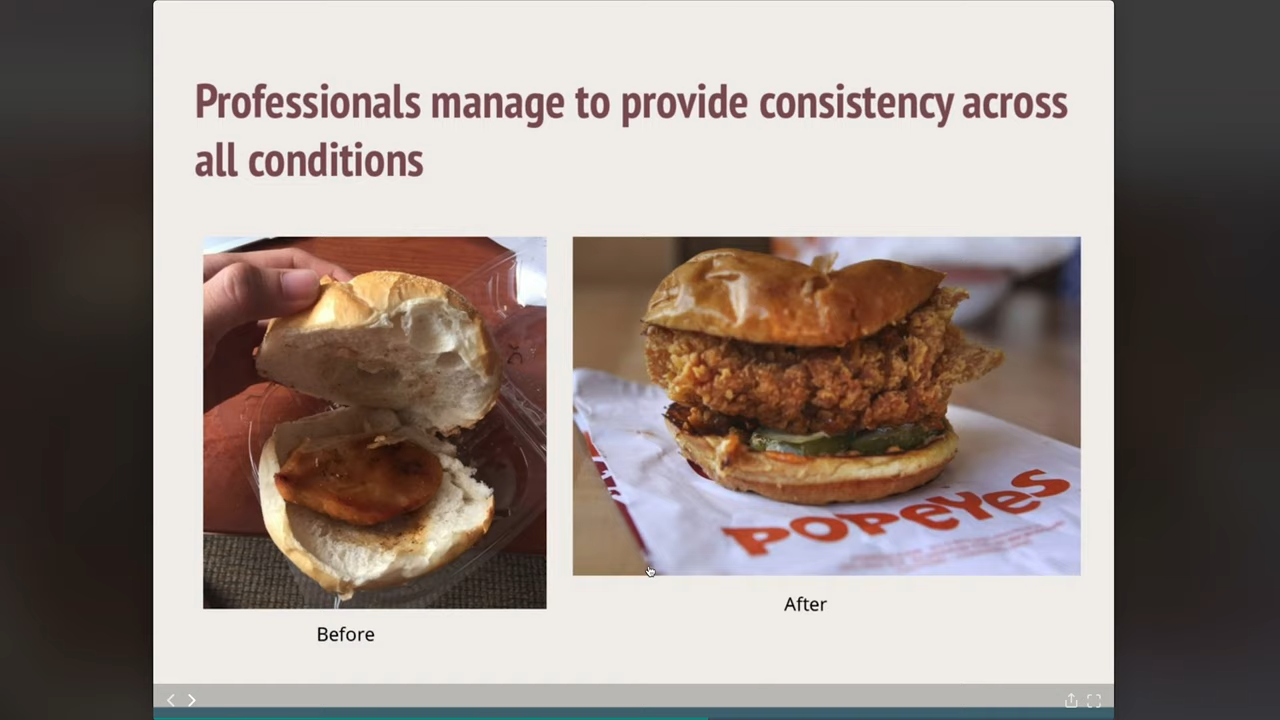 Professionals manage to provide consistency across
all conditions
POPEYES
After
Before